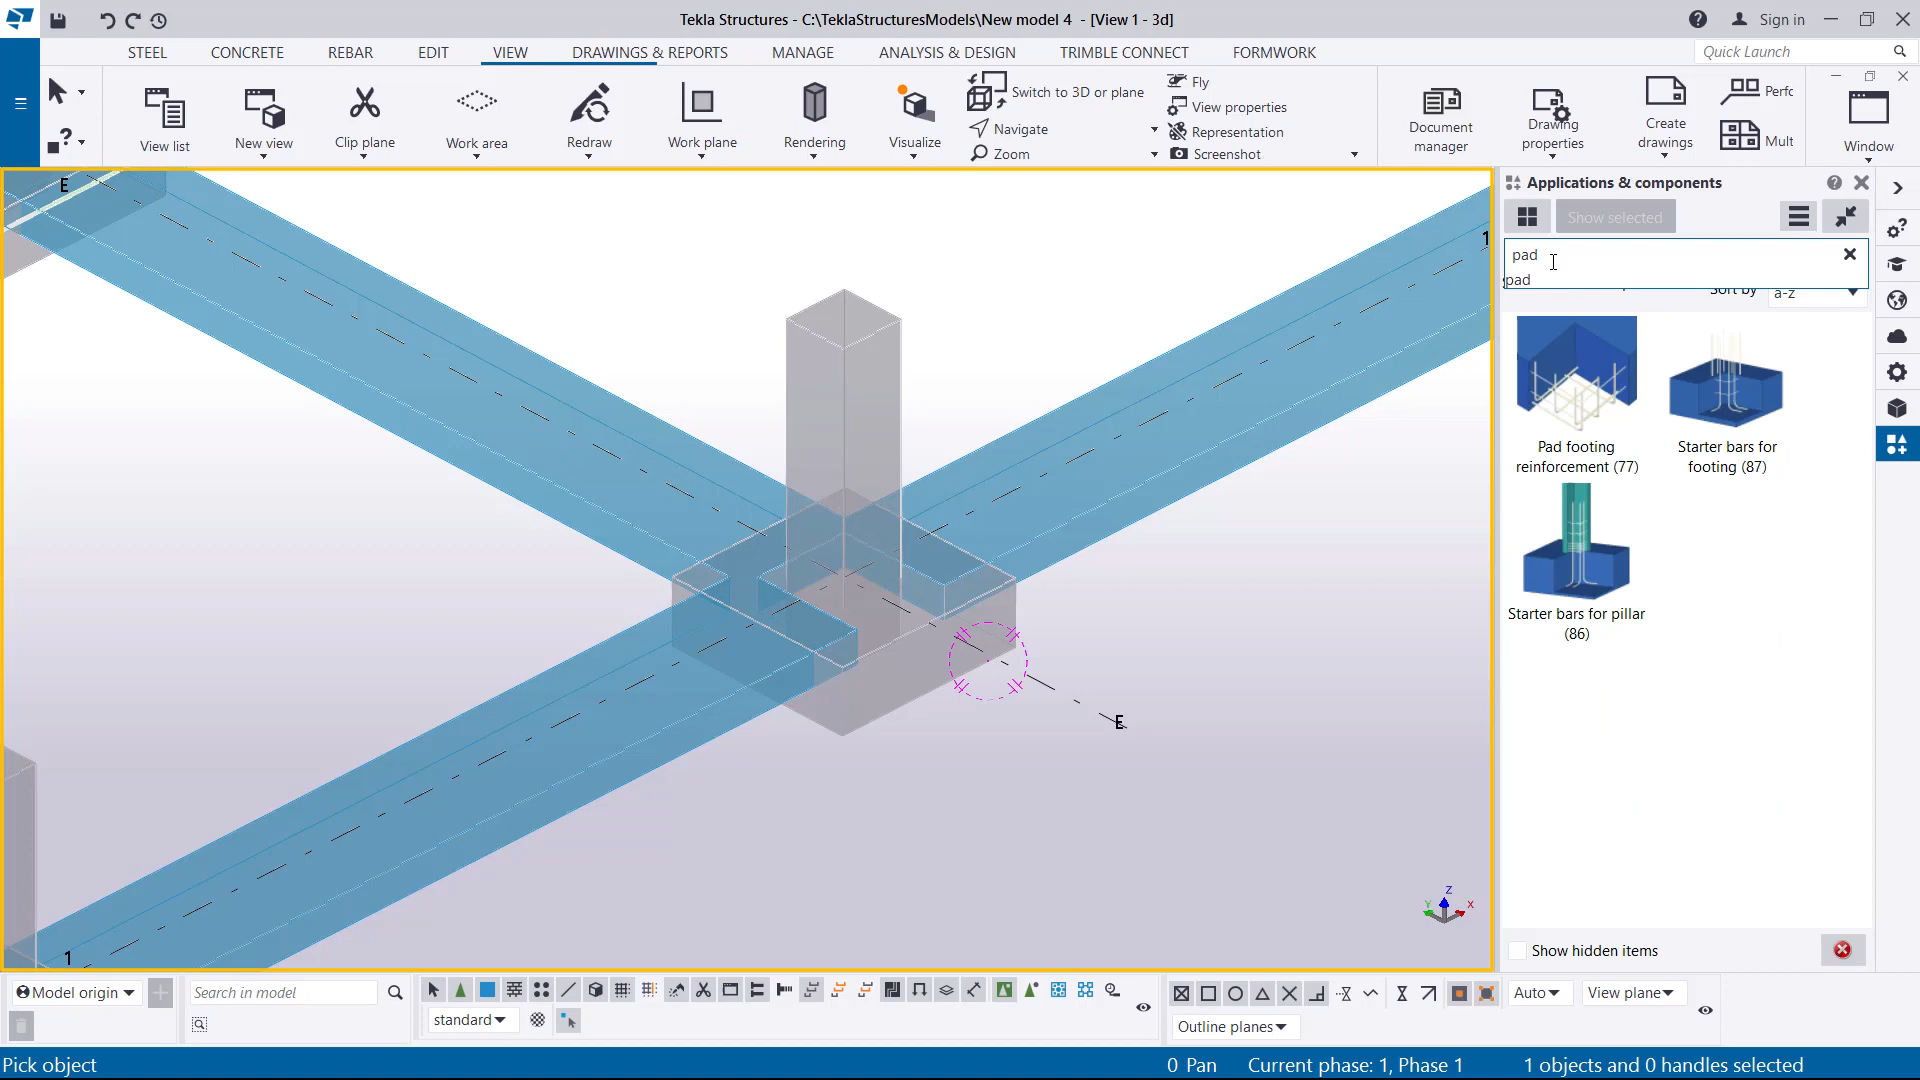 Tekla Structures - C:\TeklaStructuresModels\New model 4 - [View 1 - 3d]
Sign in
STEEL
CONCRETE
REBAR
EDIT
VIEW
DRAWINGS & REPORTS
MANAGE
ANALYSIS & DESIGN
TRIMBLE CONNECT
FORMWORK
Quick Launch
View list
New view
Clip plane
Work area
Redraw
Work plane
Rendering
Visualize
Switch to 3D or plane
Navigate
Zoom
Fly
View properties
Representation
Screenshot
Document
manager
Drawing
properties
Create
drawings
Perfc
Mult
Window
Applications & components
Show selected
pad
pad
Sort by
a-z
Pad footing
reinforcement (77)
Starter bars for
footing (87)
Starter bars for pillar
(86)
Show hidden items
E
1
E
1
Z
Y
X
Model origin
Search in model
standard
Auto
View plane
Outline planes
Pick object
0 Pan
Current phase: 1, Phase 1
1 objects and 0 handles selected